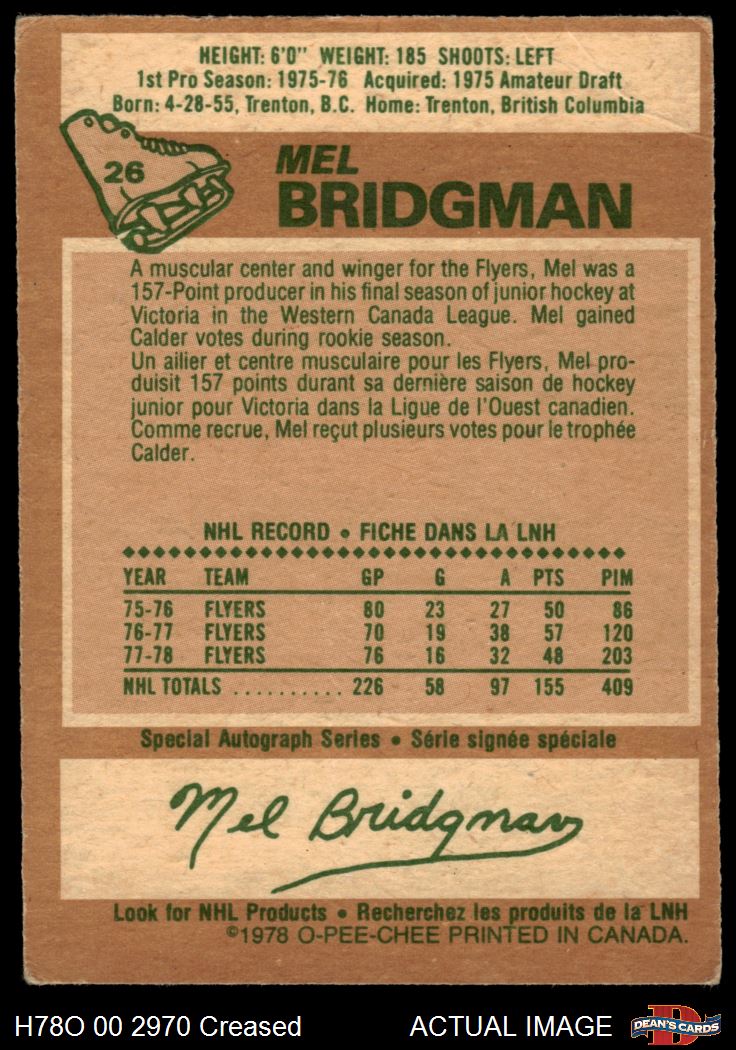 HEIGHT: 6'0" WEIGHT: 185 SHOOTS: LEFT
1st Pro Season: 1975-76 Acquired: 1975 Amateur Draft
Born: 4-28-55, Trenton, B.C. Home: Trenton, British Columbia
26
MEL
BRIDGMAN
A muscular center and winger for the Flyers, Mel was a
157-Point producer in his final season of junior hockey at
Victoria in the Western Canada League. Mel gained
Calder votes during rookie season.
Un ailier et centre musculaire pour les Flyers, Mel pro-
duisit 157 points durant sa dernière saison de hockey
junior pour Victoria dans la Ligue de l'Ouest canadien.
Comme recrue, Mel reçut plusieurs votes pour le trophée
Calder.
NHL RECORD • FICHE DANS LA LNH
YEAR TEAM GP G A PTS PIM
75-76 FLYERS 80 23 27 50 86
76-77 FLYERS 70 19 38 57 120
77-78 FLYERS 76 16 32 48 203
NHL TOTALS .......... 226 58 97 155 409
Special Autograph Series • Série signée spéciale
Mel Bridgman
Look for NHL Products • Recherchez les produits de la LNH
©1978 O-PEE-CHEE PRINTED IN CANADA.
H78O 00 2970 Creased ACTUAL IMAGE
D
DEAN'S CARDS